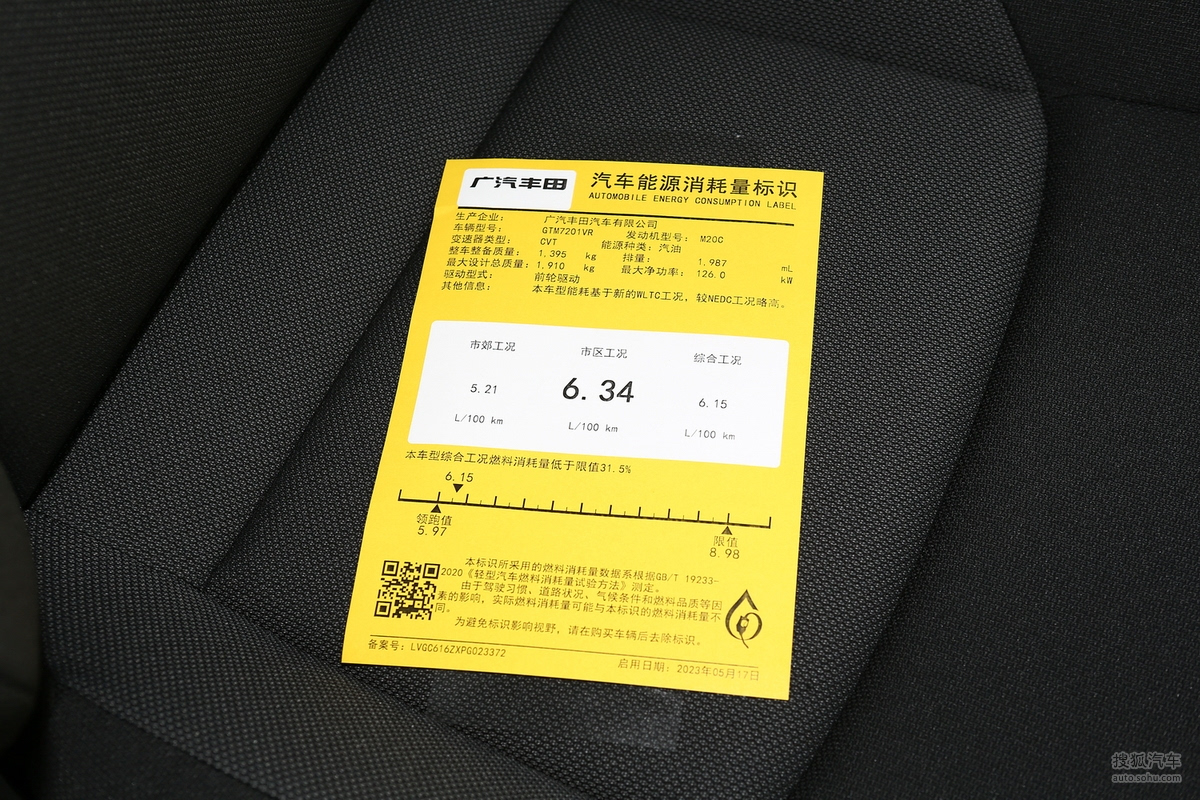 广汽丰田
汽车能源消耗量标识
AUTOMOBILE ENERGY CONSUMPTION LABEL
生产企业： 广汽丰田汽车有限公司
车辆型号： GTM7201VR 发动机型号： M20C
变速器类型： CVT 能源种类：汽油
整车整备质量： 1,395 kg 排量： 1,987 mL
最大设计总质量：1,910 kg 最大净功率： 126.0 kW
驱动型式： 前轮驱动
其他信息： 本车型能耗基于新的WLTC工况，较NEDC工况略高。
市郊工况 市区工况 综合工况
5.21 6.34 6.15
L/100 km L/100 km L/100 km
本车型综合工况燃料消耗量低于限值31.5%
6.15
领跑值 限值
5.97 8.98
本标识所采用的燃料消耗量数据系根据GB/T 19233-
2020《轻型汽车燃料消耗量试验方法》测定。
由于驾驶习惯、道路状况、气候条件和燃料品质等因
素的影响，实际燃料消耗量可能与本标识的燃料消耗量不
同。
为避免标识影响视野，请在购买车辆后去除标识。
备案号：LVGC616ZXPG023372 启用日期：2023年05月17日
搜狐汽车
auto.sohu.com